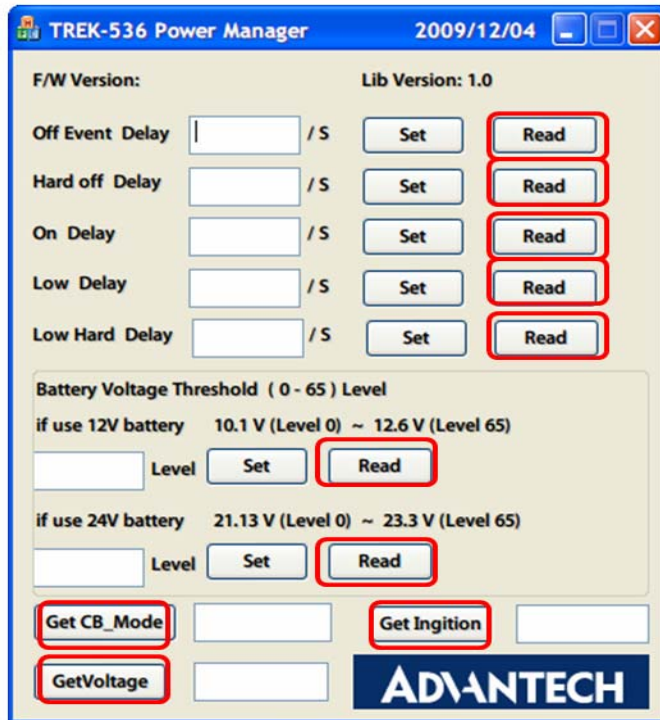 TREK-536 Power Manager 2009/12/04
F/W Version: Lib Version: 1.0
Off Event Delay / S Set Read
Hard off Delay / S Set Read
On Delay / S Set Read
Low Delay / S Set Read
Low Hard Delay / S Set Read
Battery Voltage Threshold ( 0 - 65 ) Level
if use 12V battery 10.1 V (Level 0) ~ 12.6 V (Level 65)
Level Set Read
if use 24V battery 21.13 V (Level 0) ~ 23.3 V (Level 65)
Level Set Read
Get CB_Mode Get Ingition
GetVoltage ADVANTECH